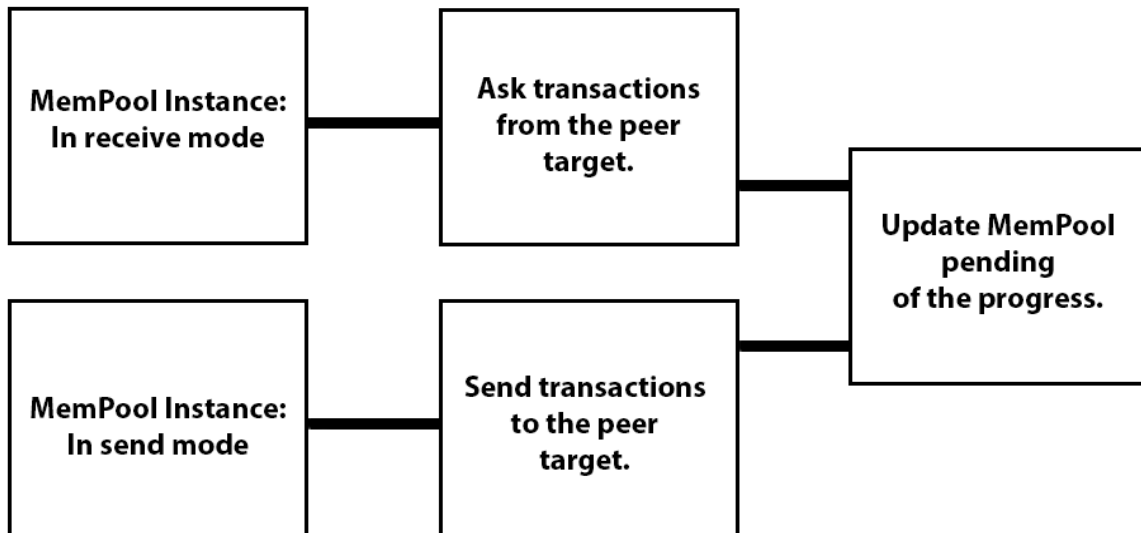 MemPool Instance:
In receive mode
Ask transactions
from the peer
target.
Update MemPool
pending
of the progress.
MemPool Instance:
In send mode
Send transactions
to the peer
target.